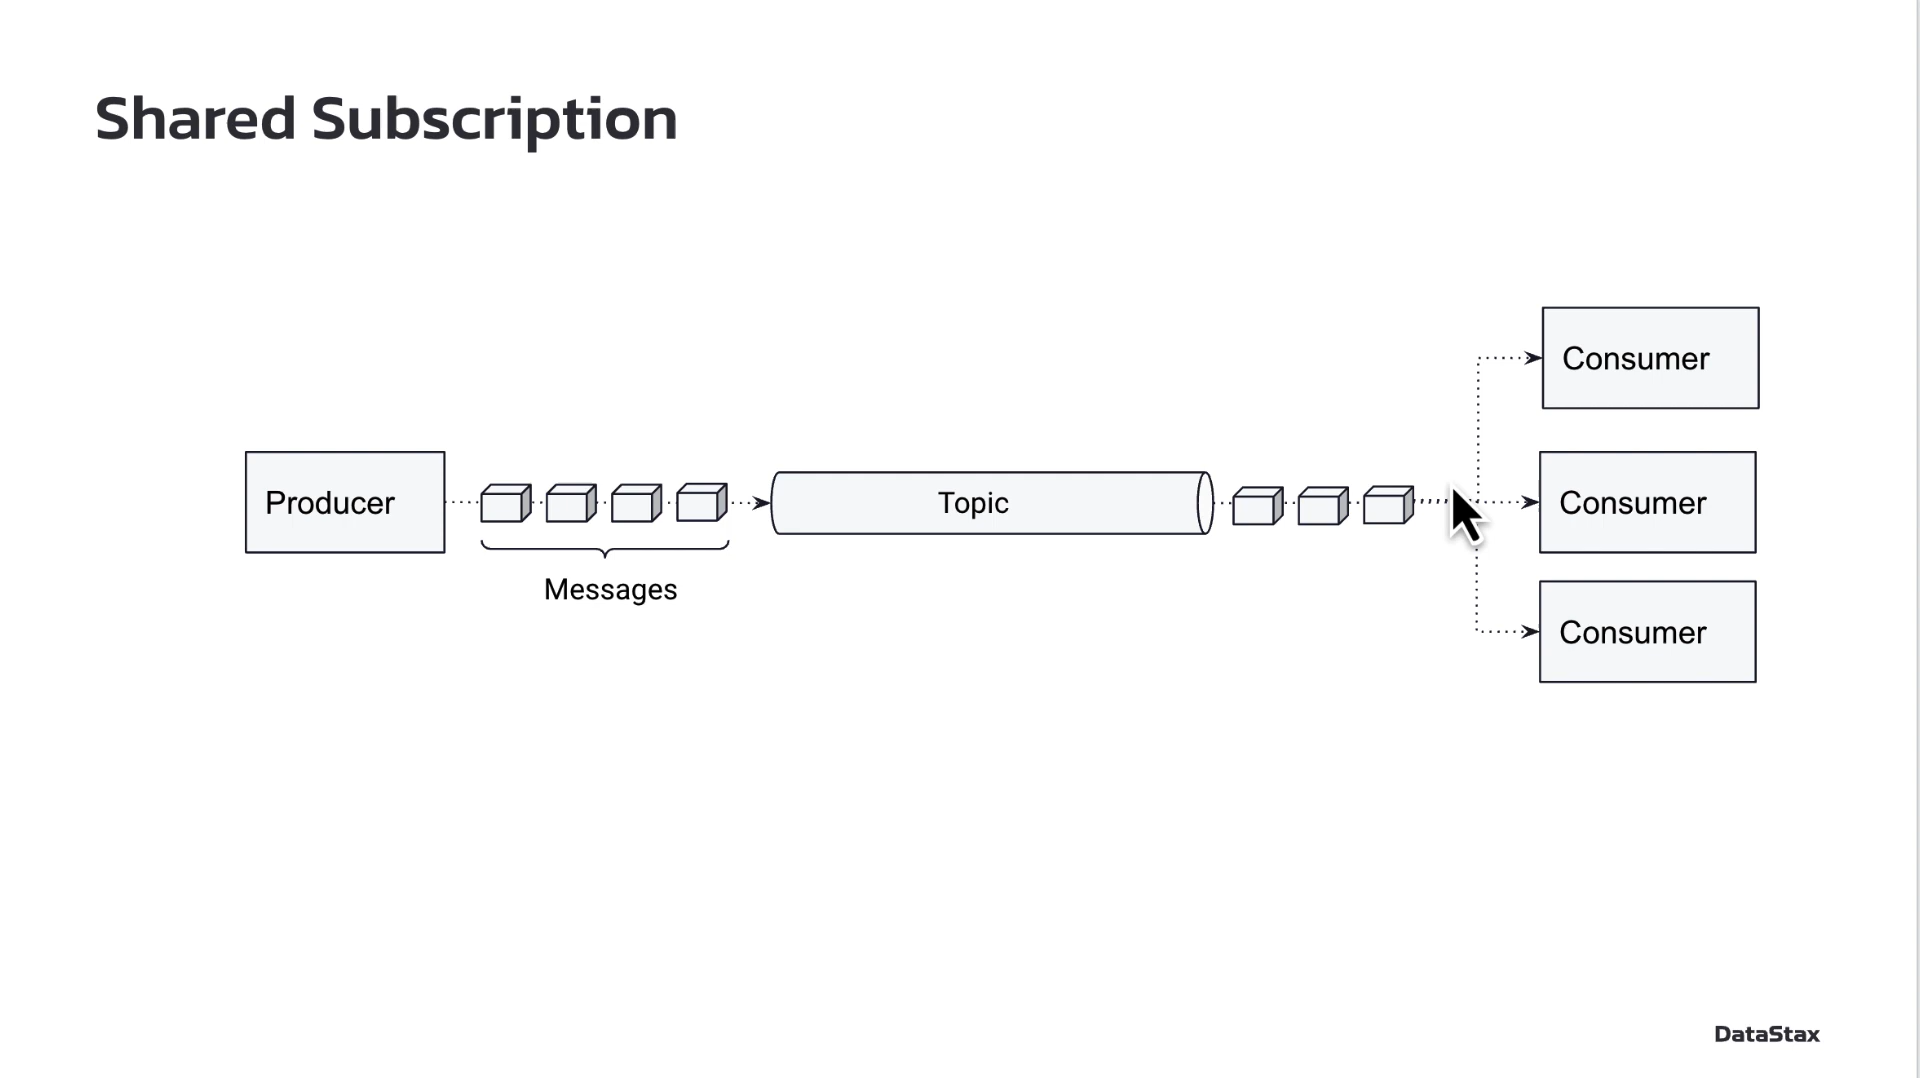 Shared Subscription
Consumer
Producer
Topic
Consumer
Messages
Consumer
DataStax